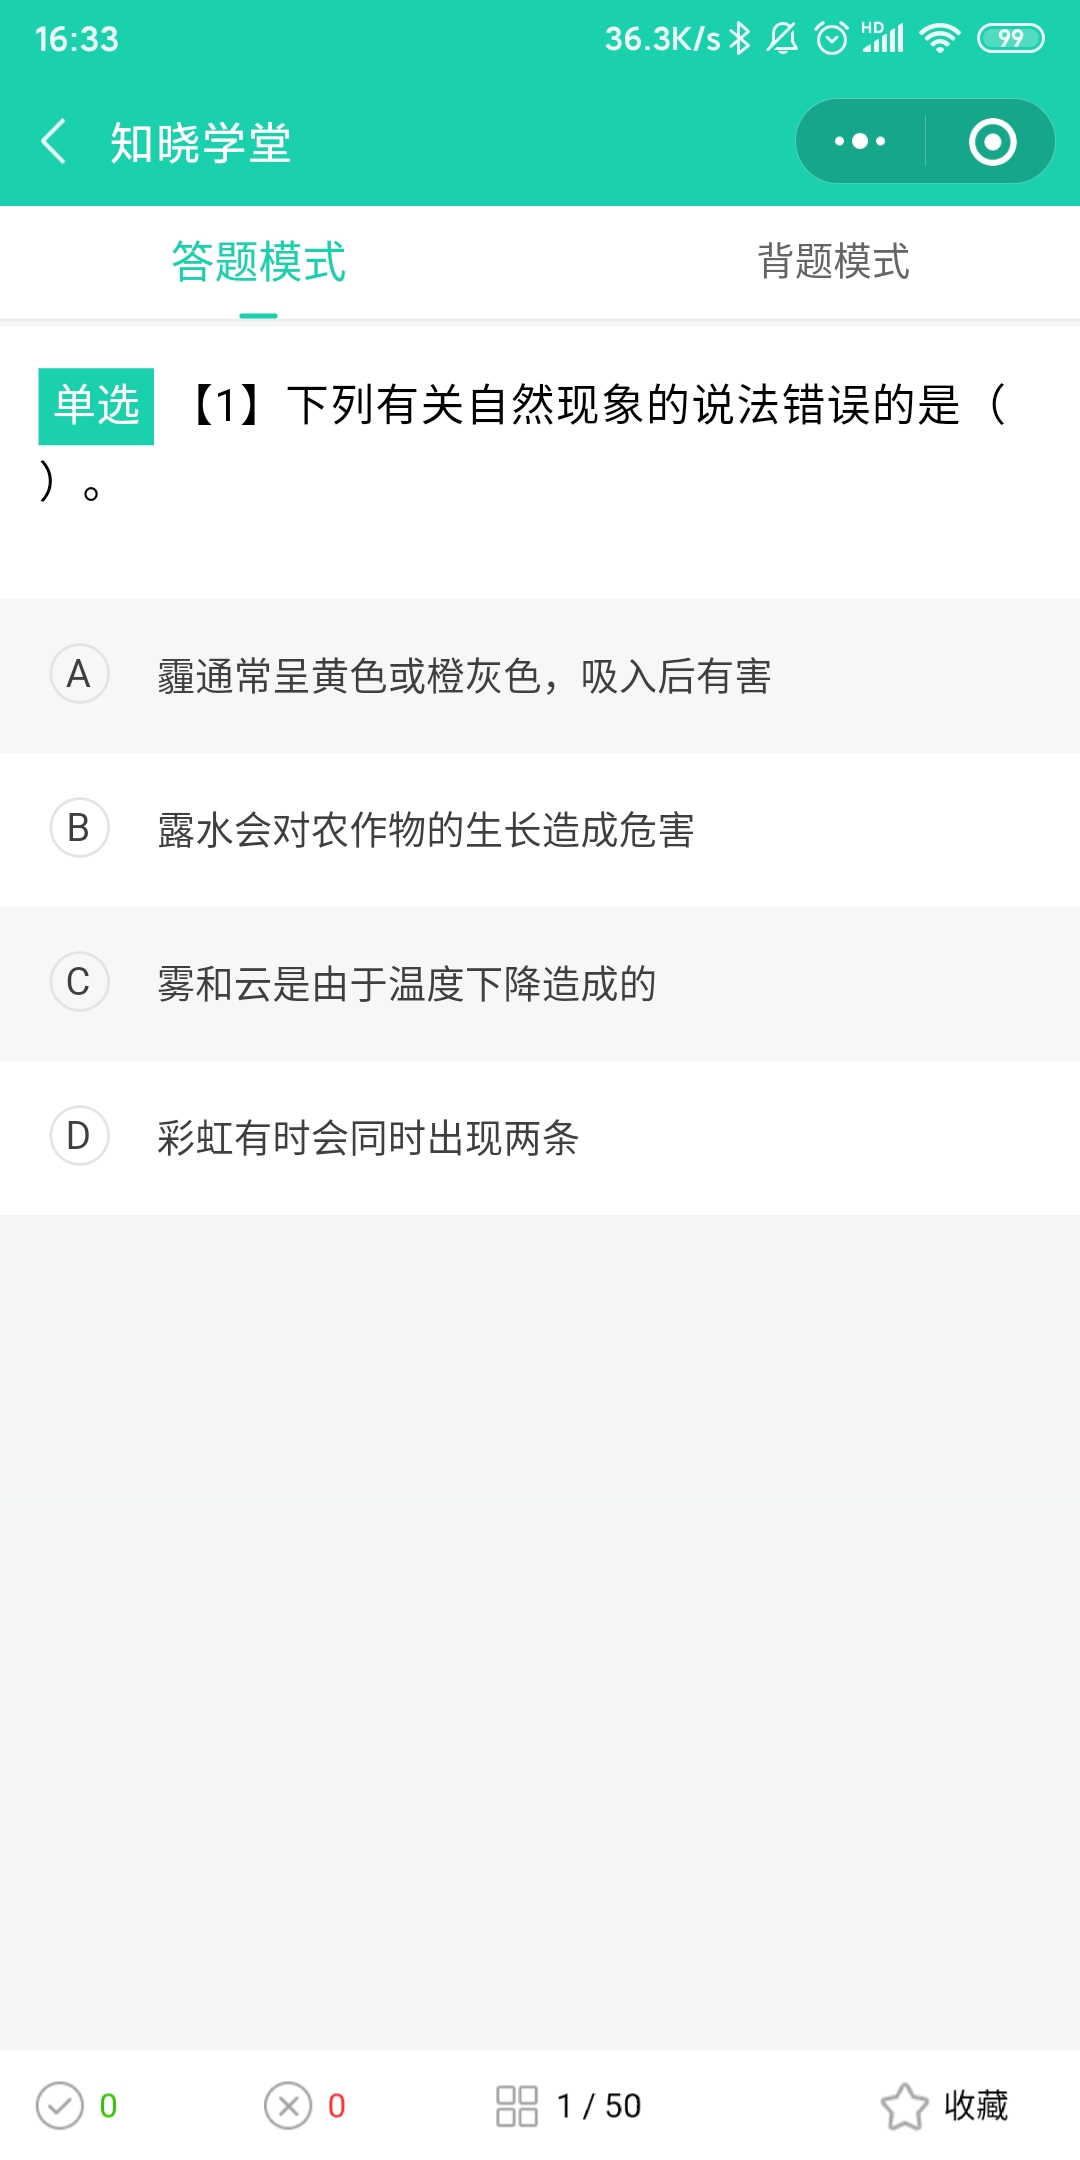 16:33
36.3K/s
HD
99
知晓学堂
答题模式
背题模式
单选 【1】下列有关自然现象的说法错误的是（
）。
A 霾通常呈黄色或橙灰色，吸入后有害
B 露水会对农作物的生长造成危害
C 雾和云是由于温度下降造成的
D 彩虹有时会同时出现两条
0
0
1 / 50
收藏